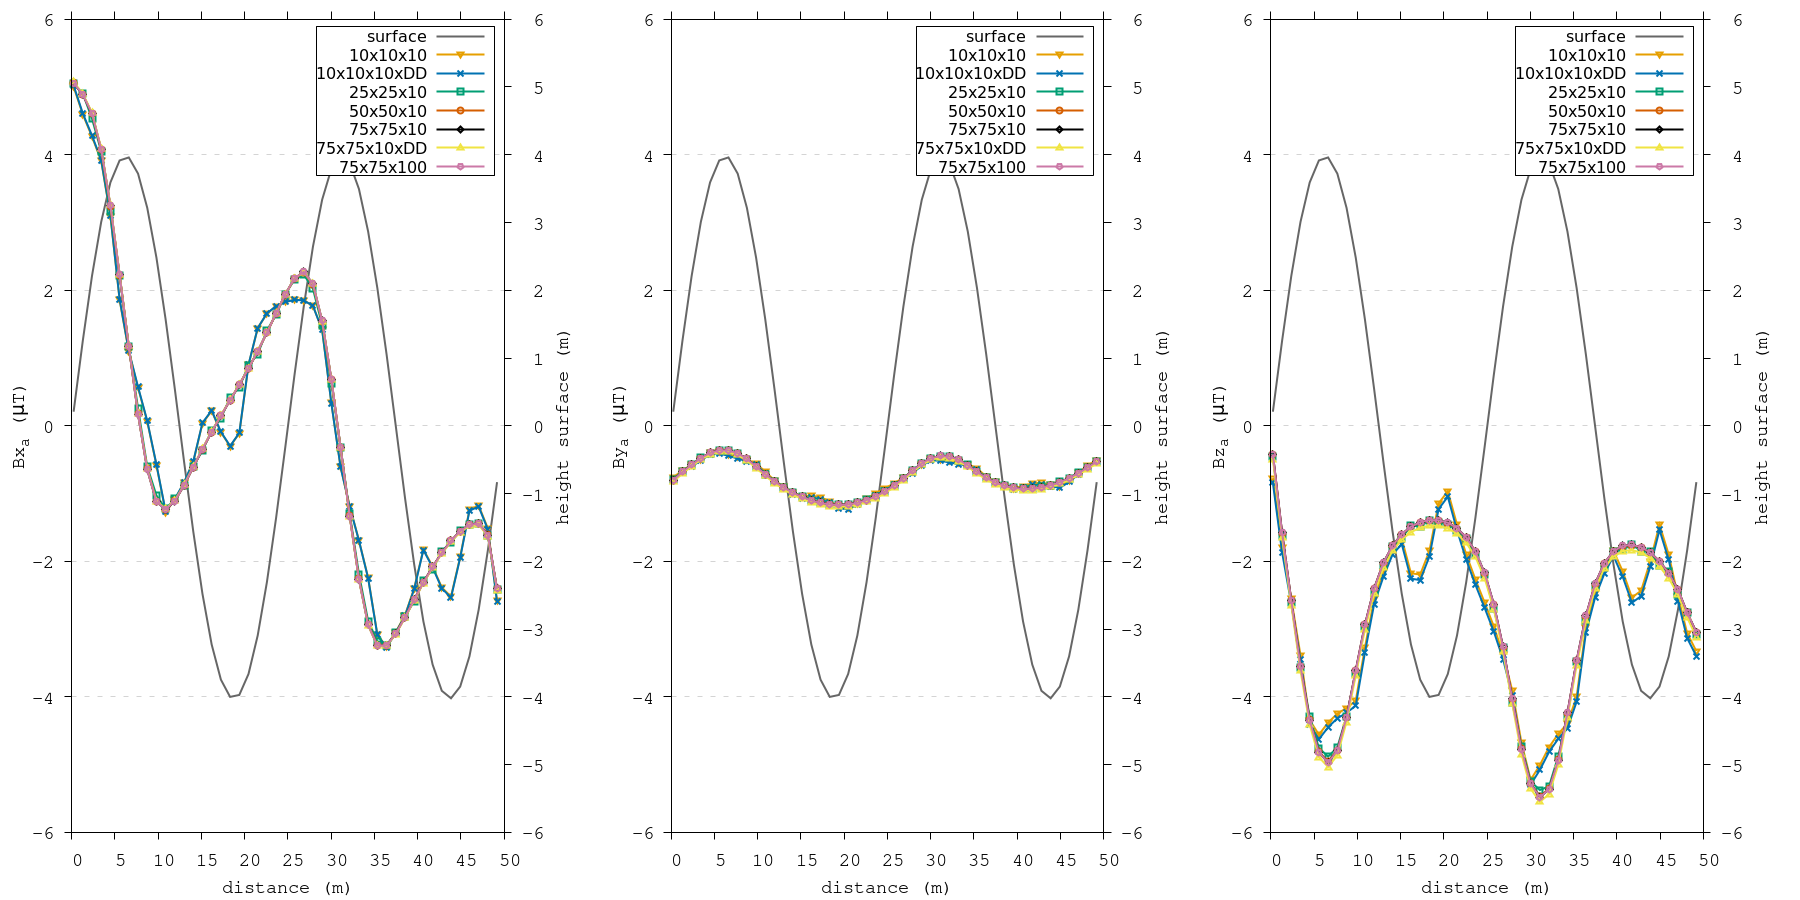 Bxₐ (μT)
6
4
2
0
−2
−4
−6
surface
10x10x10
10x10x10xDD
25x25x10
50x50x10
75x75x10
75x75x10xDD
75x75x100
6
5
4
3
2
1
0
−1
−2
−3
−4
−5
−6
height surface (m)
0 5 10 15 20 25 30 35 40 45 50
distance (m)
Byₐ (μT)
6
4
2
0
−2
−4
−6
surface
10x10x10
10x10x10xDD
25x25x10
50x50x10
75x75x10
75x75x10xDD
75x75x100
6
5
4
3
2
1
0
−1
−2
−3
−4
−5
−6
height surface (m)
0 5 10 15 20 25 30 35 40 45 50
distance (m)
Bzₐ (μT)
6
4
2
0
−2
−4
−6
surface
10x10x10
10x10x10xDD
25x25x10
50x50x10
75x75x10
75x75x10xDD
75x75x100
6
5
4
3
2
1
0
−1
−2
−3
−4
−5
−6
height surface (m)
0 5 10 15 20 25 30 35 40 45 50
distance (m)